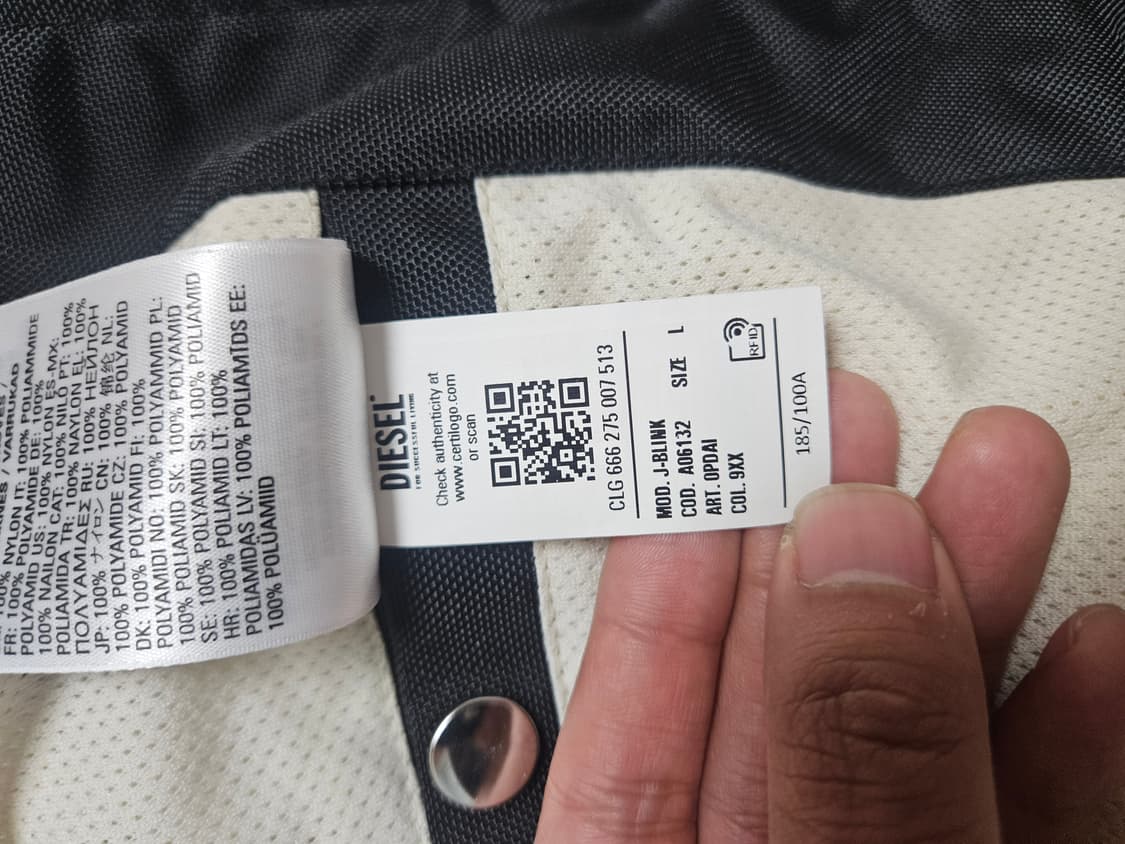 FR: 100% NYLON IT: 100% POLIAMMIDE
POLYAMID US: 100% POLYAMIDE DE: 100%
100% NAILON CAT: 100% NYLON ES-MX:
POLIAMIDA TR: 100% NILÓ PT: 100%
ΠΟΛΥΑΜΙΔΕΣ RU: 100% NAYLON EL: 100%
JP: 100% ナイロン CN: 100% НЕЙЛОН
100% POLYAMIDE CZ: 100% 锦纶 NL:
DK: 100% POLYAMID FI: 100% POLYAMID
POLYAMIDI NO: 100% POLYAMMID PL:
100% POLIAMID SK: 100% POLYAMID
SE: 100% POLYAMID SI: 100% POLIAMID
HR: 100% POLIAMID LT: 100%
POLIAMIDAS LV: 100% POLIAMĪDS EE:
100% POLÜAMIID
DIESEL
FOR SUCCESSFUL LIVING
Check authenticity at
www.certilogo.com
or scan
CLG 666 275 007 513
MOD. J-BLINK
COD. A06132 SIZE L
ART. 0PDAI
COL. 9XX
RFID
185/100A